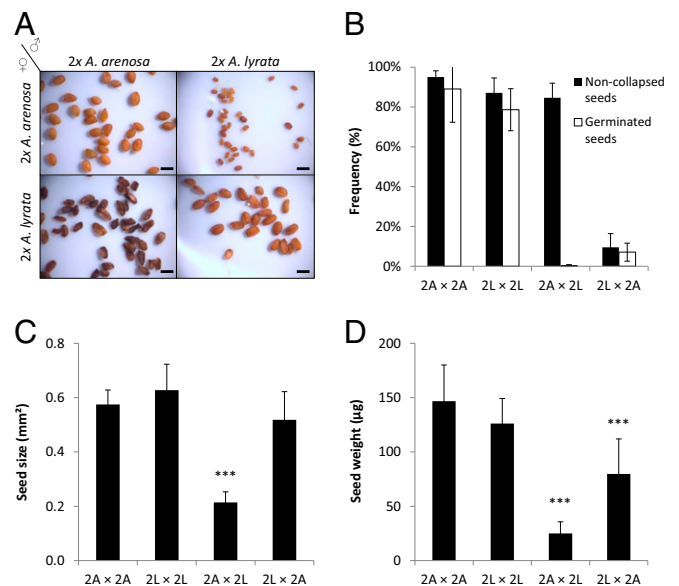 A
♀ ♂
2x A. arenosa 2x A. lyrata
2x A. arenosa
2x A. lyrata
B
100%
80%
60%
40%
20%
0%
Frequency (%)
Non-collapsed
seeds
Germinated
seeds
2A × 2A 2L × 2L 2A × 2L 2L × 2A
C
0.8
0.6
0.4
0.2
0.0
Seed size (mm²)
***
2A × 2A 2L × 2L 2A × 2L 2L × 2A
D
200
150
100
50
0
Seed weight (µg)
***
***
2A × 2A 2L × 2L 2A × 2L 2L × 2A